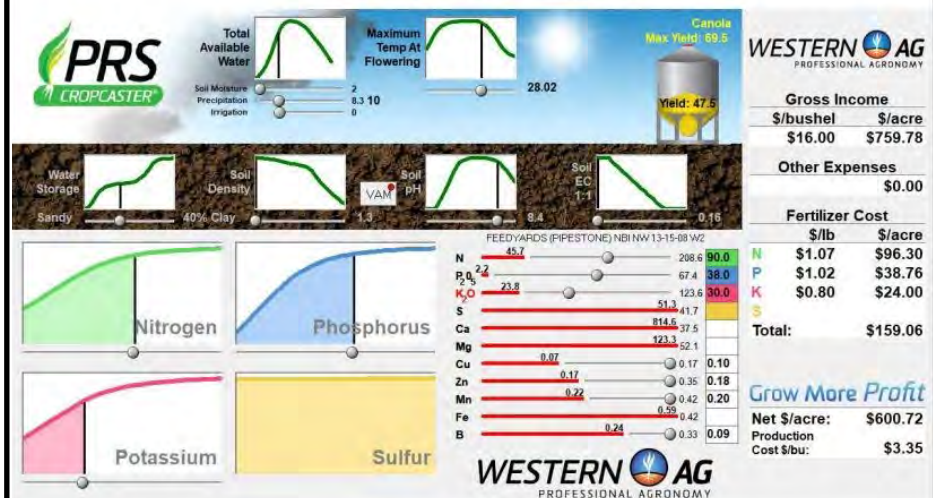 PRS
CROPCASTER®
Total
Available
Water
Soil Moisture 2
Precipitation 8.3 10
Irrigation 0
Maximum
Temp At
Flowering
28.02
Canola
Max Yield: 69.5
Yield: 47.5
Water
Storage
Sandy 40% Clay
Soil
Density
1.3
VAM
Soil
pH
8.4
Soil
EC
1:1
0.16
Nitrogen
Phosphorus
Potassium
Sulfur
FEEDYARDS (PIPESTONE) NBI NW 13-15-08 W2
N 45.7 208.6 90.0
P2O5 2.2 67.4 38.0
K2O 23.8 123.6 30.0
S 51.3 41.7
Ca 814.6 37.5
Mg 123.3 52.1
Cu 0.07 0.17 0.10
Zn 0.17 0.35 0.18
Mn 0.22 0.42 0.20
Fe 0.59 0.42
B 0.24 0.33 0.09
WESTERN AG
PROFESSIONAL AGRONOMY
WESTERN AG
PROFESSIONAL AGRONOMY
Gross Income
$/bushel $/acre
$16.00 $759.78
Other Expenses
$0.00
Fertilizer Cost
$/lb $/acre
N $1.07 $96.30
P $1.02 $38.76
K $0.80 $24.00
S
Total: $159.06
Grow More Profit
Net $/acre: $600.72
Production
Cost $/bu: $3.35